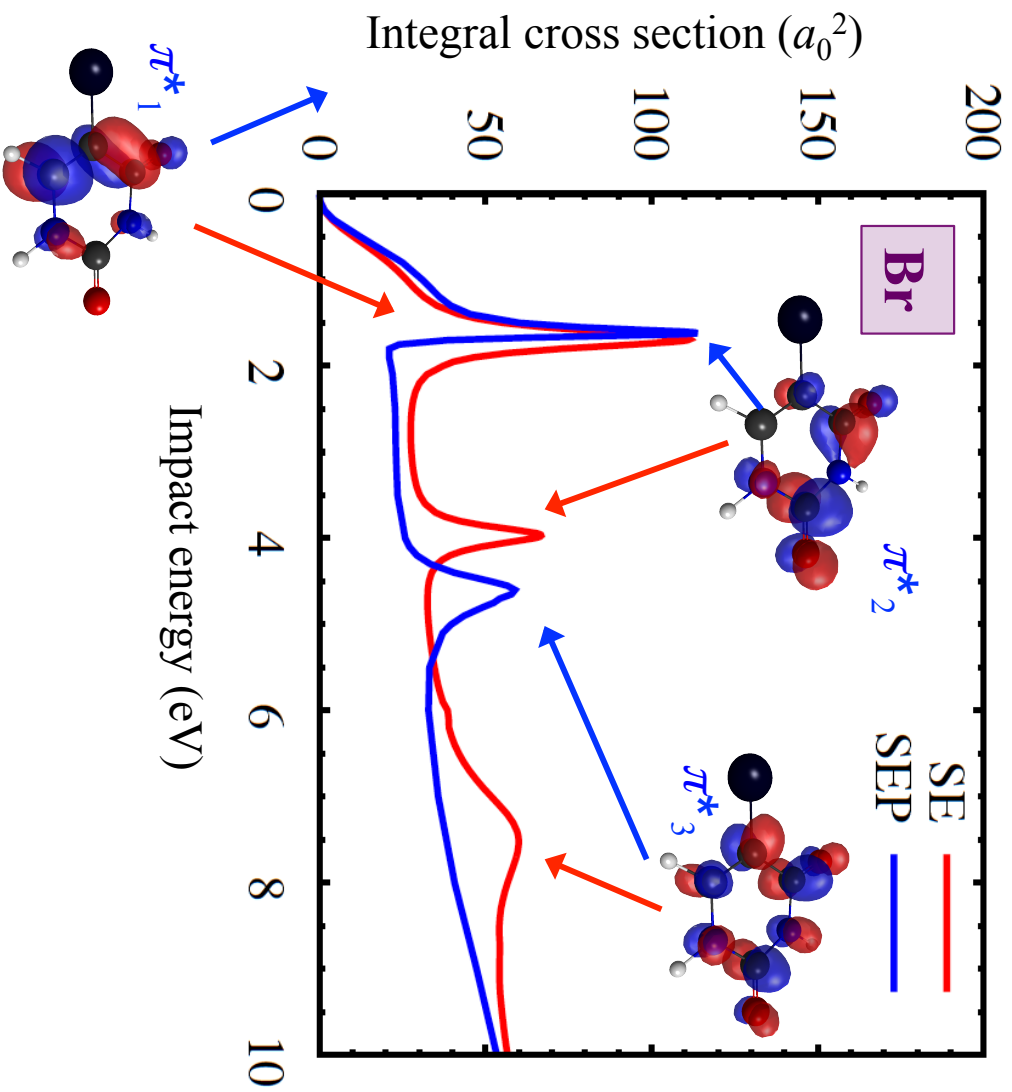 Integral cross section (a₀²)
200
150
100
50
0
0
2
4
6
8
10
Impact energy (eV)
Br
SE
SEP
π*₁
π*₂
π*₃